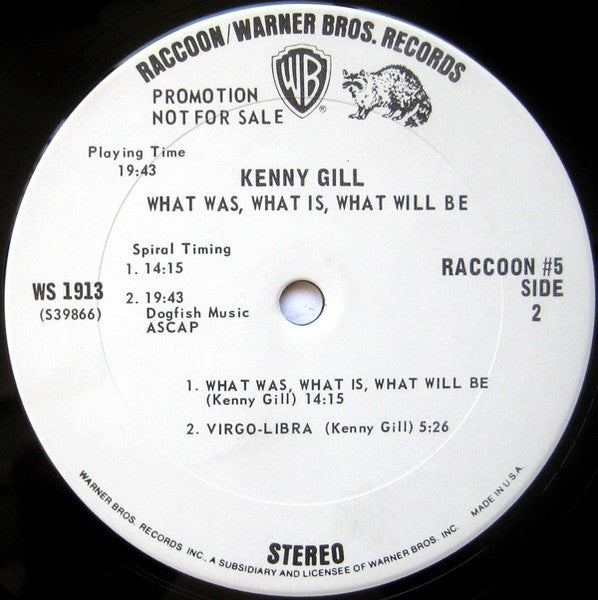 RACCOON/WARNER BROS. RECORDS
WB
®
PROMOTION
NOT FOR SALE
Playing Time
19:43
KENNY GILL
WHAT WAS, WHAT IS, WHAT WILL BE
Spiral Timing
1. 14:15
2. 19:43
Dogfish Music
ASCAP
WS 1913
(S39866)
RACCOON #5
SIDE
2
1. WHAT WAS, WHAT IS, WHAT WILL BE
(Kenny Gill) 14:15
2. VIRGO-LIBRA (Kenny Gill) 5:26
STEREO
WARNER BROS. RECORDS INC., A SUBSIDIARY AND LICENSEE OF WARNER BROS. INC. MADE IN U.S.A.